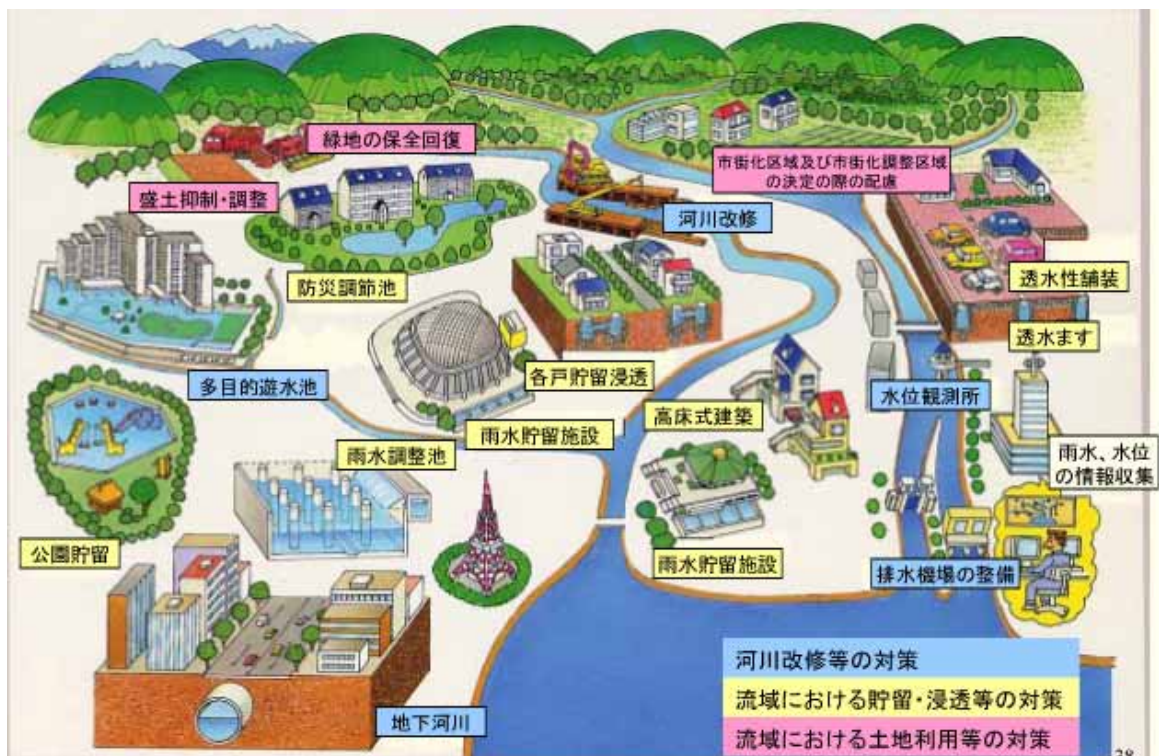 緑地の保全回復
市街化区域及び市街化調整区域
の決定の際の配慮
盛土抑制・調整
河川改修
防災調節池
透水性舗装
透水ます
多目的遊水池
各戸貯留浸透
水位観測所
高床式建築
雨水貯留施設
雨水調整池
雨水、水位
の情報収集
公園貯留
雨水貯留施設
排水機場の整備
地下河川
河川改修等の対策
流域における貯留・浸透等の対策
流域における土地利用等の対策
38